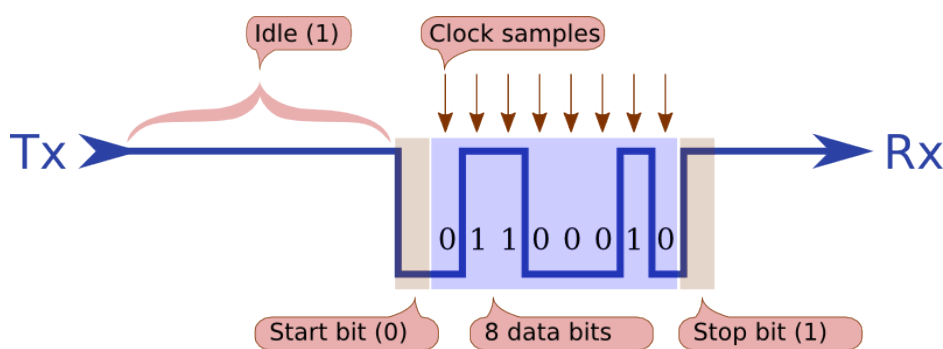 Idle (1)
Clock samples
Tx
Rx
0 1 1 0 0 0 1 0
Start bit (0)
8 data bits
Stop bit (1)